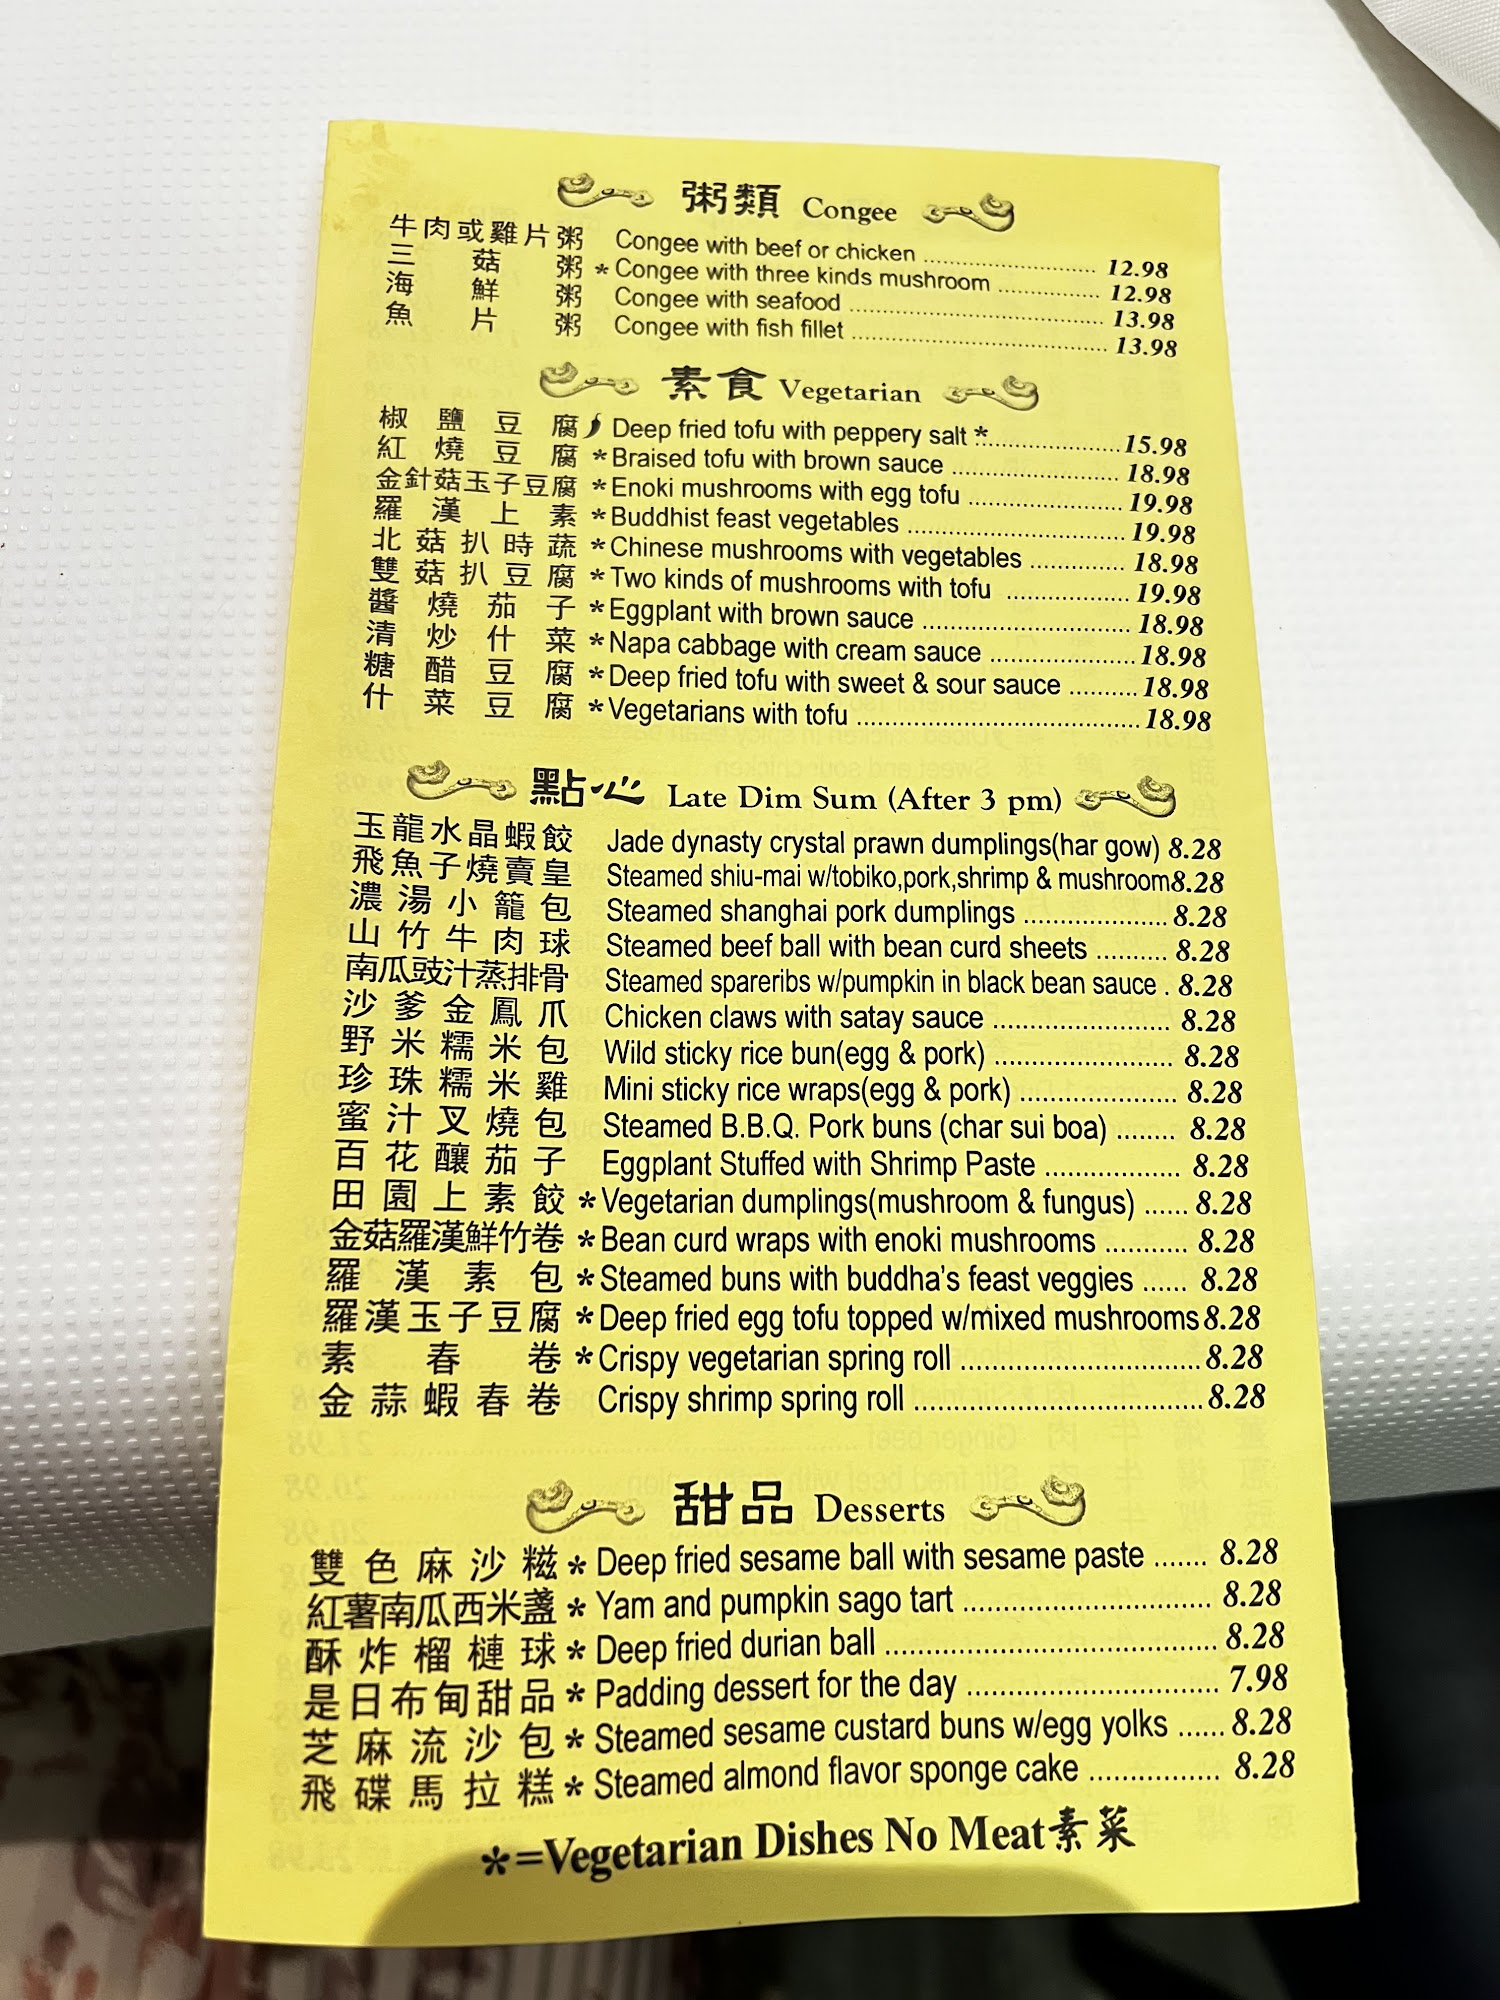 粥類 Congee
牛肉或雞片粥 Congee with beef or chicken ........................ 12.98
三菇粥 * Congee with three kinds mushroom .............. 12.98
海鮮粥 Congee with seafood ................................... 13.98
魚片粥 Congee with fish fillet ................................... 13.98
素食 Vegetarian
椒鹽豆腐 Deep fried tofu with peppery salt *.................. 15.98
紅燒豆腐 * Braised tofu with brown sauce ....................... 18.98
金針菇玉子豆腐 * Enoki mushrooms with egg tofu ..................... 19.98
羅漢上素 * Buddhist feast vegetables .............................. 19.98
北菇扒時蔬 * Chinese mushrooms with vegetables ............. 18.98
雙菇扒豆腐 * Two kinds of mushrooms with tofu ................. 19.98
醬燒茄子 * Eggplant with brown sauce ............................ 18.98
清炒什菜 * Napa cabbage with cream sauce .................... 18.98
糖醋豆腐 * Deep fried tofu with sweet & sour sauce .......... 18.98
什菜豆腐 * Vegetarians with tofu ....................................... 18.98
點心 Late Dim Sum (After 3 pm)
玉龍水晶蝦餃 Jade dynasty crystal prawn dumplings(har gow) 8.28
飛魚子燒賣皇 Steamed shiu-mai w/tobiko,pork,shrimp & mushroom8.28
濃湯小籠包 Steamed shanghai pork dumplings .................... 8.28
山竹牛肉球 Steamed beef ball with bean curd sheets .......... 8.28
南瓜豉汁蒸排骨 Steamed spareribs w/pumpkin in black bean sauce . 8.28
沙爹金鳳爪 Chicken claws with satay sauce ......................... 8.28
野米糯米包 Wild sticky rice bun(egg & pork) ......................... 8.28
珍珠糯米雞 Mini sticky rice wraps(egg & pork) ...................... 8.28
蜜汁叉燒包 Steamed B.B.Q. Pork buns (char sui boa) ........ 8.28
百花釀茄子 Eggplant Stuffed with Shrimp Paste ................... 8.28
田園上素餃 * Vegetarian dumplings(mushroom & fungus) ...... 8.28
金菇羅漢鮮竹卷 * Bean curd wraps with enoki mushrooms ........... 8.28
羅漢素包 * Steamed buns with buddha's feast veggies ...... 8.28
羅漢玉子豆腐 * Deep fried egg tofu topped w/mixed mushrooms 8.28
素春卷 * Crispy vegetarian spring roll ................................. 8.28
金蒜蝦春卷 Crispy shrimp spring roll ........................................ 8.28
甜品 Desserts
雙色麻沙糍 * Deep fried sesame ball with sesame paste ....... 8.28
紅薯南瓜西米盞 * Yam and pumpkin sago tart ................................ 8.28
酥炸榴槤球 * Deep fried durian ball .......................................... 8.28
是日布甸甜品 * Padding dessert for the day ................................ 7.98
芝麻流沙包 * Steamed sesame custard buns w/egg yolks ...... 8.28
飛碟馬拉糕 * Steamed almond flavor sponge cake ................ 8.28
*=Vegetarian Dishes No Meat素菜